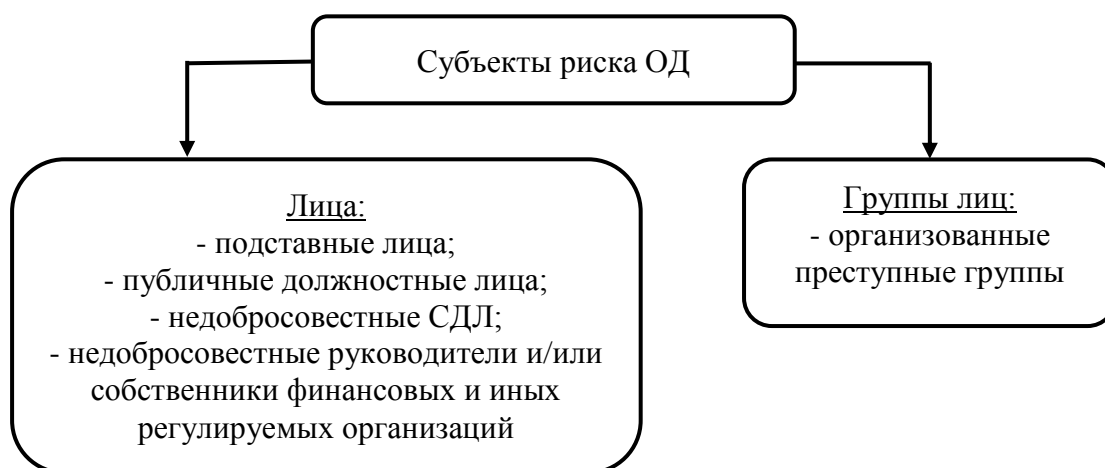 Субъекты риска ОД
Лица:
- подставные лица;
- публичные должностные лица;
- недобросовестные СДЛ;
- недобросовестные руководители и/или
собственники финансовых и иных
регулируемых организаций
Группы лиц:
- организованные
преступные группы